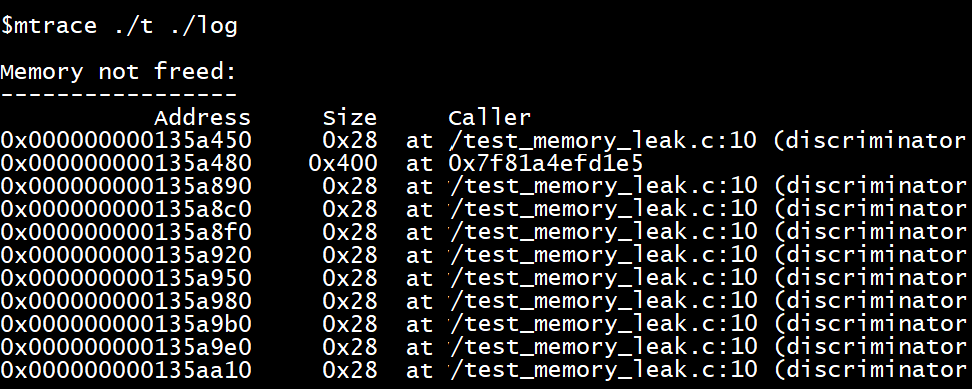 $mtrace ./t ./log
Memory not freed:
-----------------
Address Size Caller
0x000000000135a450 0x28 at /test_memory_leak.c:10 (discriminator
0x000000000135a480 0x400 at 0x7f81a4efd1e5
0x000000000135a890 0x28 at /test_memory_leak.c:10 (discriminator
0x000000000135a8c0 0x28 at /test_memory_leak.c:10 (discriminator
0x000000000135a8f0 0x28 at /test_memory_leak.c:10 (discriminator
0x000000000135a920 0x28 at /test_memory_leak.c:10 (discriminator
0x000000000135a950 0x28 at /test_memory_leak.c:10 (discriminator
0x000000000135a980 0x28 at /test_memory_leak.c:10 (discriminator
0x000000000135a9b0 0x28 at /test_memory_leak.c:10 (discriminator
0x000000000135a9e0 0x28 at /test_memory_leak.c:10 (discriminator
0x000000000135aa10 0x28 at /test_memory_leak.c:10 (discriminator